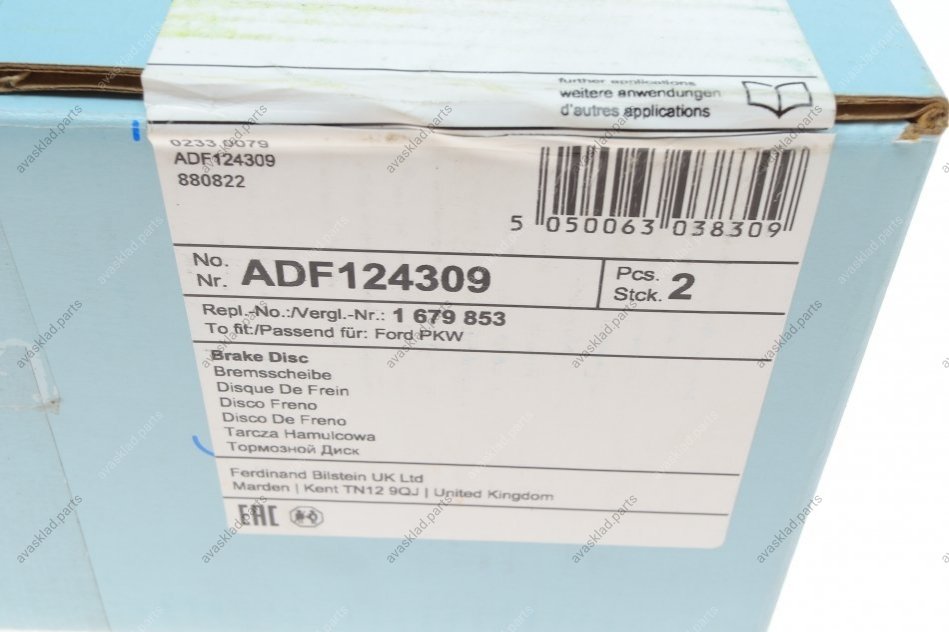 further applications
weitere anwendungen
d'autres applications
0233 0079
ADF124309
880822
5 050063 038309
No.
Nr. ADF124309
Pcs.
Stck. 2
Repl.-No.:/Vergl.-Nr.: 1 679 853
To fit:/Passend für: Ford PKW
Brake Disc
Bremsscheibe
Disque De Frein
Disco Freno
Disco De Freno
Tarcza Hamulcowa
Тормозной Диск
Ferdinand Bilstein UK Ltd
Marden | Kent TN12 9QJ | United Kingdom
EAC
avasklad.parts